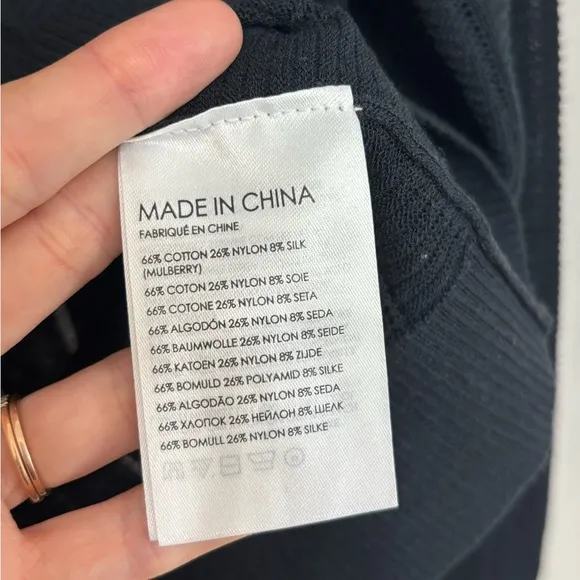 MADE IN CHINA
FABRIQUÉ EN CHINE
66% COTTON 26% NYLON 8% SILK
(MULBERRY)
66% COTON 26% NYLON 8% SOIE
66% COTONE 26% NYLON 8% SETA
66% ALGODÓN 26% NYLON 8% SEDA
66% BAUMWOLLE 26% NYLON 8% SEIDE
66% KATOEN 26% NYLON 8% ZIJDE
66% BOMULD 26% POLYAMID 8% SILKE
66% ALGODÃO 26% NYLON 8% SEDA
66% ХЛОПОК 26% НЕЙЛОН 8% ШЕЛК
66% BOMULL 26% NYLON 8% SILKE